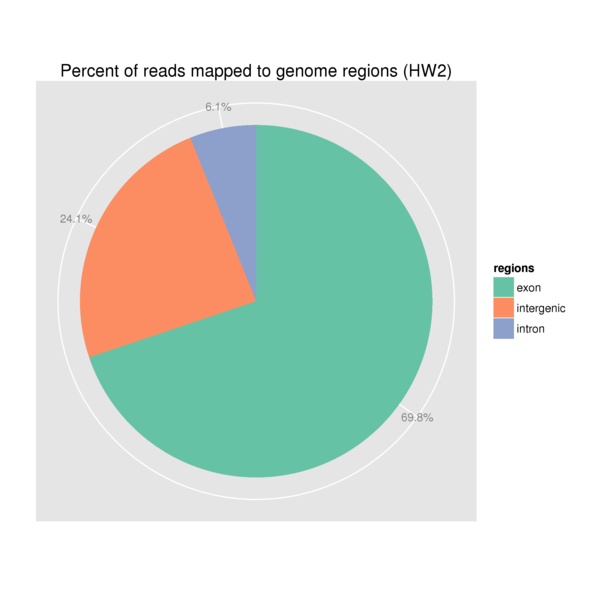 Percent of reads mapped to genome regions (HW2)
6.1%
24.1%
69.8%
regions
exon
intergenic
intron